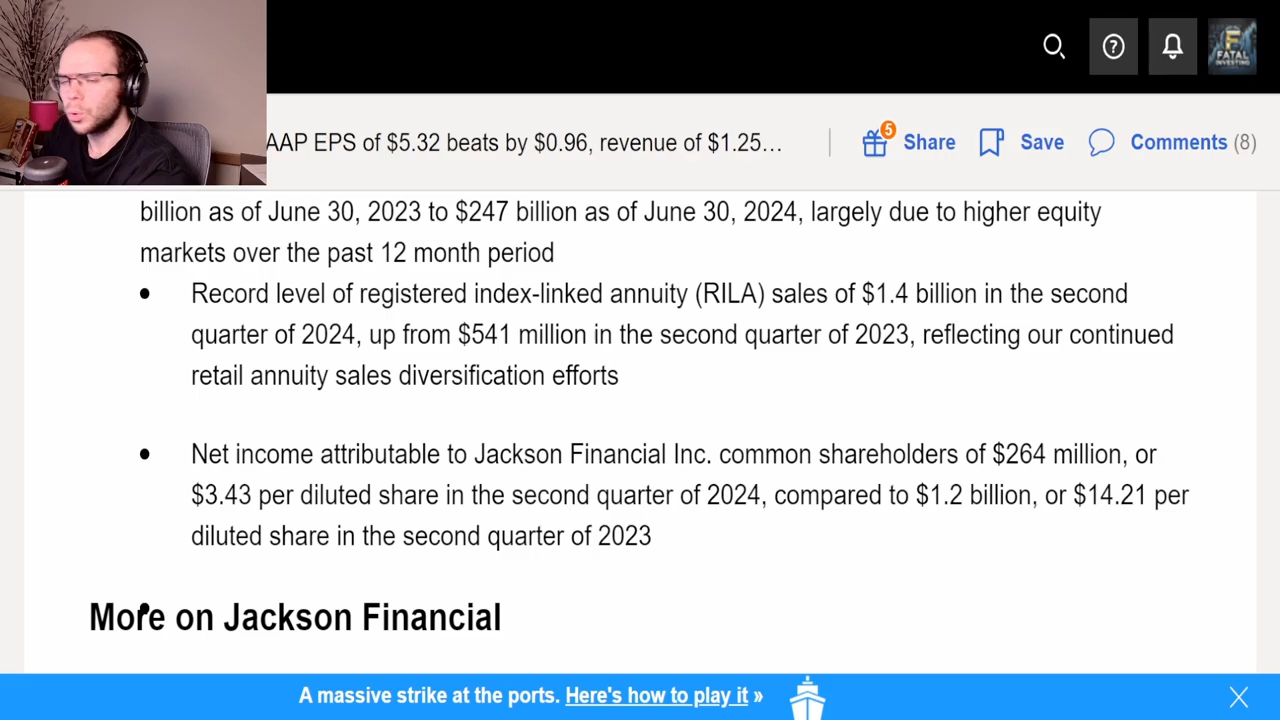 F
FATAL
INVESTING
AAP EPS of $5.32 beats by $0.96, revenue of $1.25...
5
Share
Save
Comments (8)
billion as of June 30, 2023 to $247 billion as of June 30, 2024, largely due to higher equity
markets over the past 12 month period
• Record level of registered index-linked annuity (RILA) sales of $1.4 billion in the second
quarter of 2024, up from $541 million in the second quarter of 2023, reflecting our continued
retail annuity sales diversification efforts
• Net income attributable to Jackson Financial Inc. common shareholders of $264 million, or
$3.43 per diluted share in the second quarter of 2024, compared to $1.2 billion, or $14.21 per
diluted share in the second quarter of 2023
More on Jackson Financial
A massive strike at the ports. Here's how to play it »